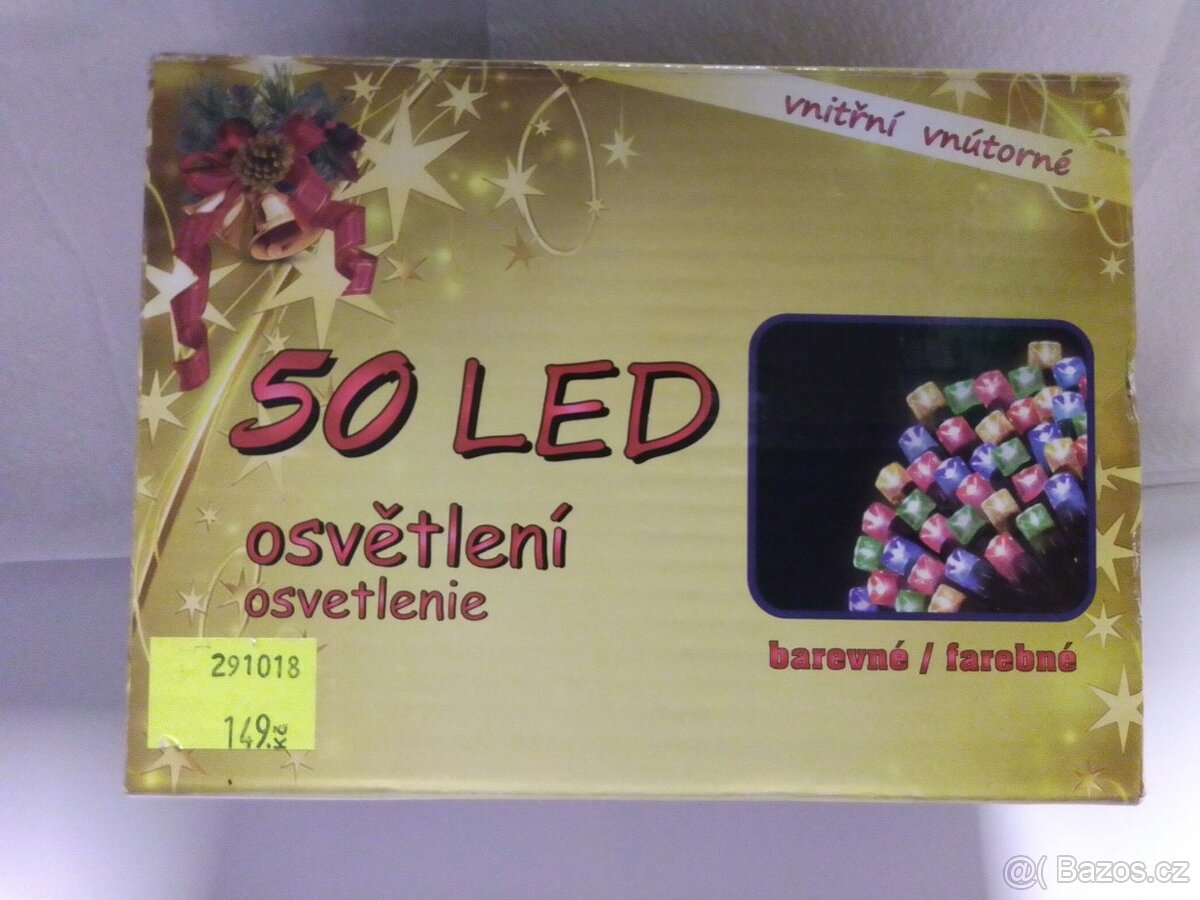 vnitřní vnútorné
50 LED
osvětlení
osvetlenie
barevné / farebné
291018
149.Kč
@( Bazos.cz